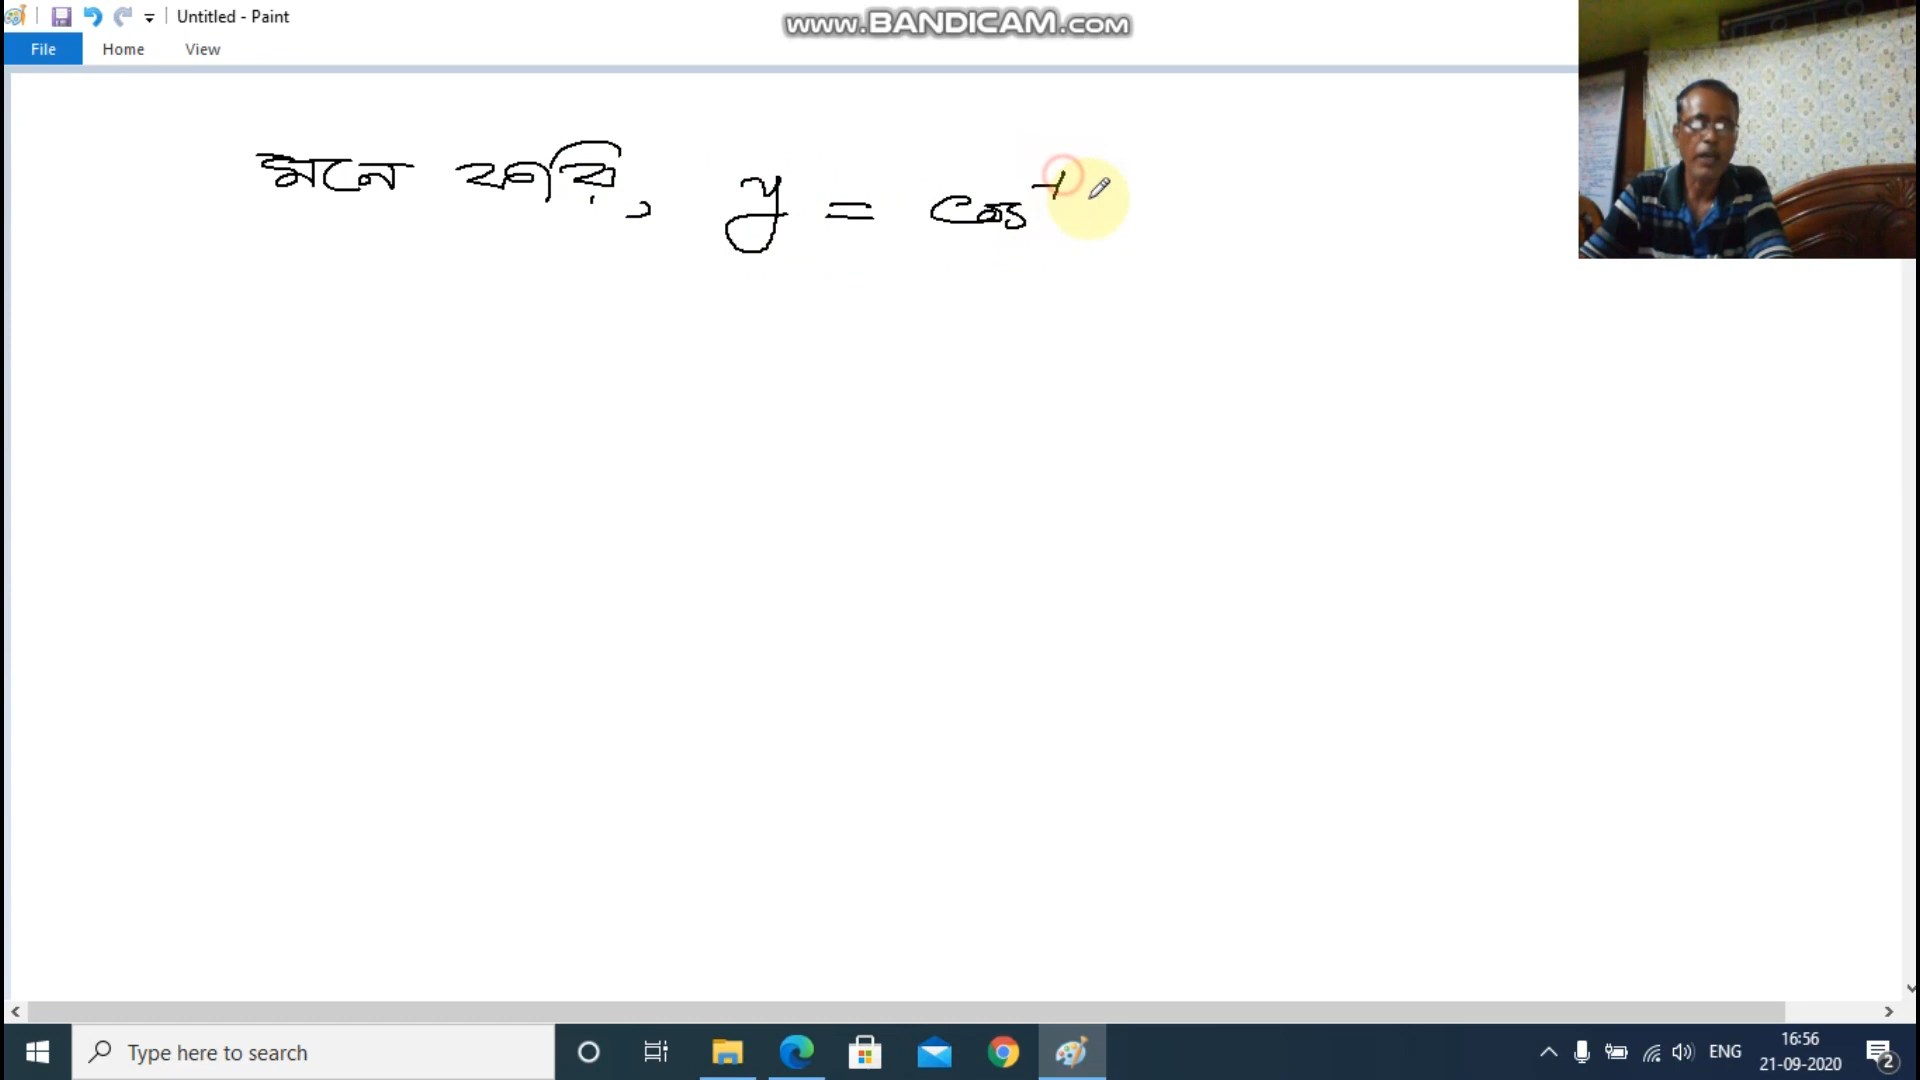 Untitled - Paint
www.BANDICAM.com
File Home View
মনে করি, y = cos⁻¹
Type here to search
ENG
16:56
21-09-2020
2